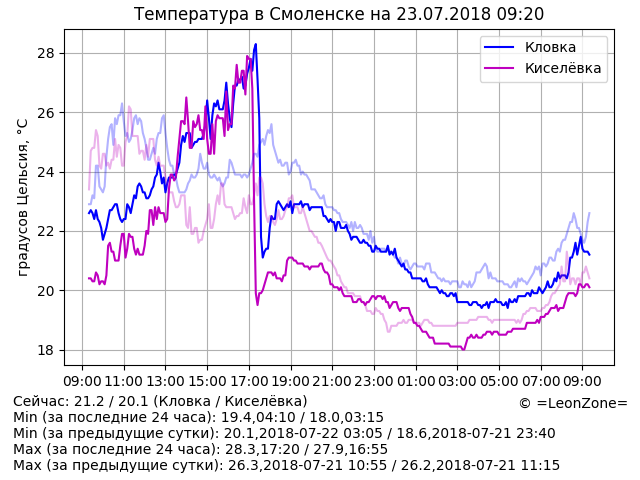 Температура в Смоленске на 23.07.2018 09:20
Кловка
Киселёвка
градусов Цельсия, °C
28
26
24
22
20
18
09:00 11:00 13:00 15:00 17:00 19:00 21:00 23:00 01:00 03:00 05:00 07:00 09:00
Сейчас: 21.2 / 20.1 (Кловка / Киселёвка)
© =LeonZone=
Min (за последние 24 часа): 19.4,04:10 / 18.0,03:15
Min (за предыдущие сутки): 20.1,2018-07-22 03:05 / 18.6,2018-07-21 23:40
Max (за последние 24 часа): 28.3,17:20 / 27.9,16:55
Max (за предыдущие сутки): 26.3,2018-07-21 10:55 / 26.2,2018-07-21 11:15